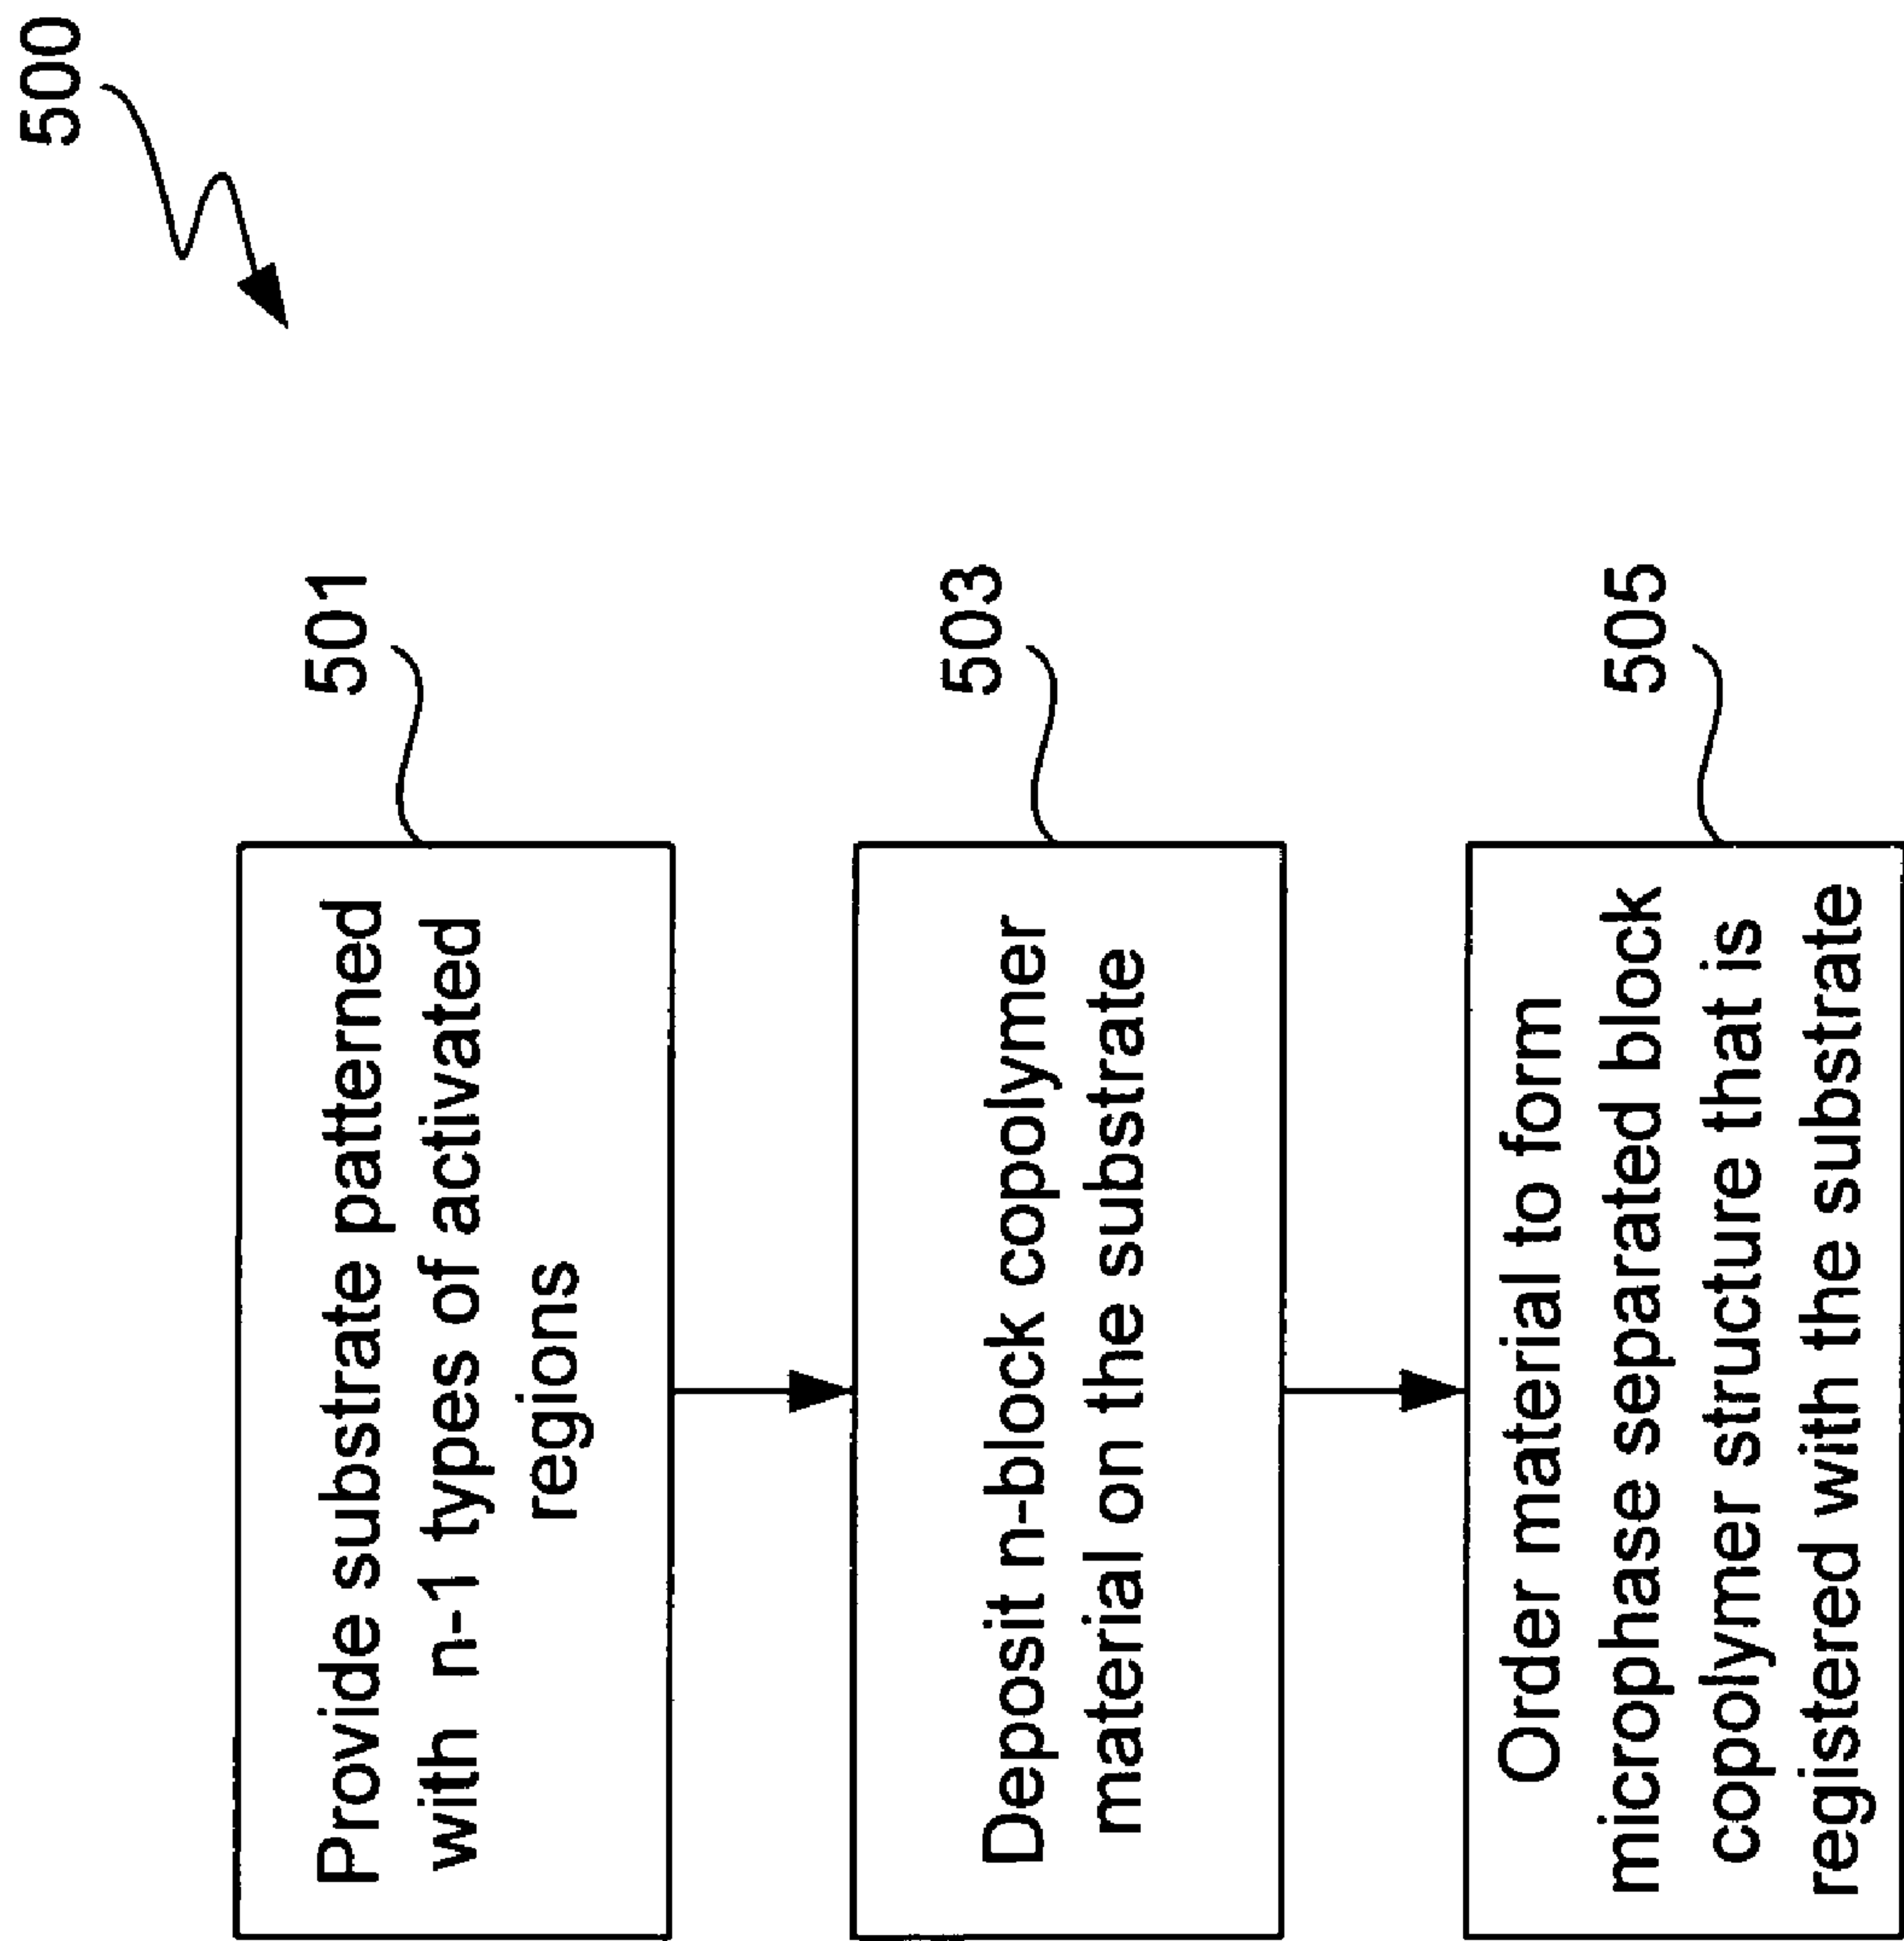 500
501
Provide substrate patterned
with n-1 types of activated
regions
503
Deposit n-block copolymer
material on the substrate
505
Order material to form
microphase separated block
copolymer structure that is
registered with the substrate